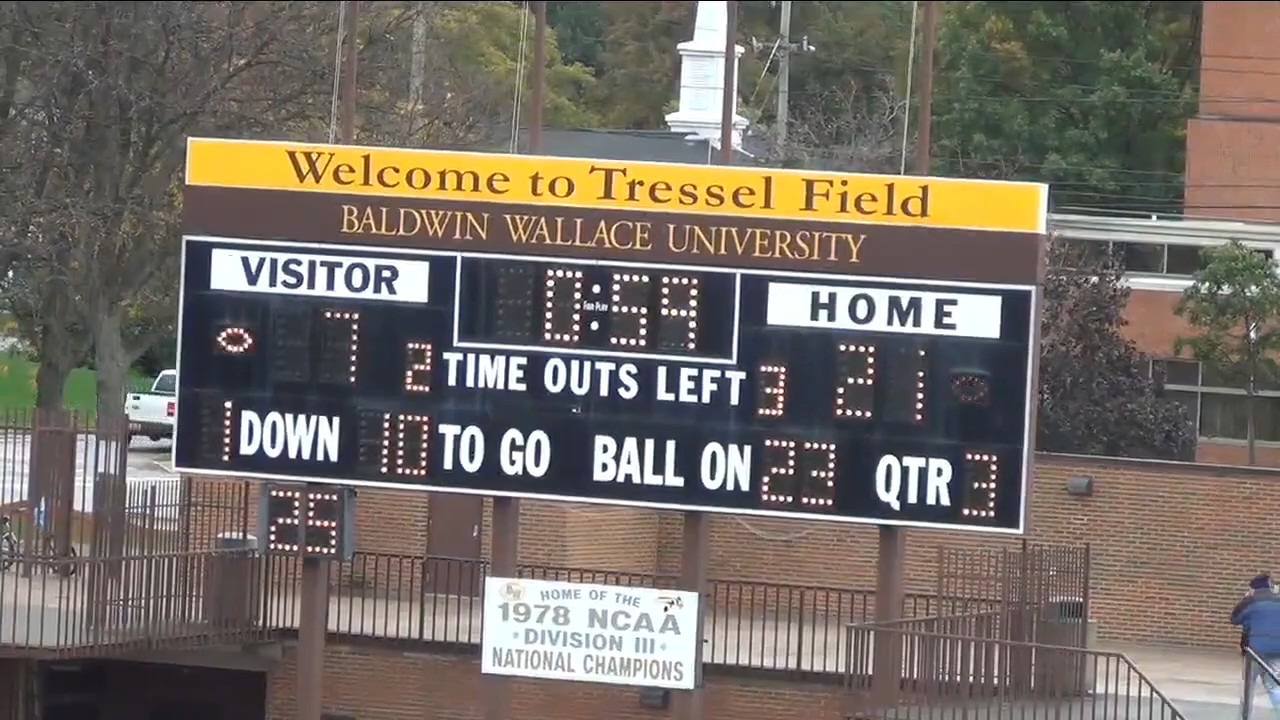 Welcome to Tressel Field
BALDWIN WALLACE UNIVERSITY
VISITOR 0:59 HOME
7 2 TIME OUTS LEFT 3 21
1 DOWN 10 TO GO BALL ON 23 QTR 3
25
HOME OF THE
1978 NCAA
DIVISION III
NATIONAL CHAMPIONS